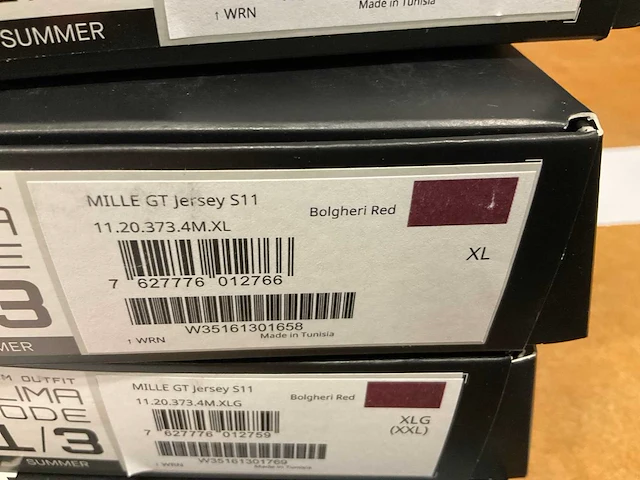 SUMMER
↑ WRN
Made in Tunisia
MILLE GT Jersey S11
Bolgheri Red
11.20.373.4M.XL
XL
7 627776 012766
W35161301658
↑ WRN
Made in Tunisia
3
MER
M OUTFIT
LIMA
ODE
1/3
SUMMER
MILLE GT Jersey S11
Bolgheri Red
11.20.373.4M.XLG
XLG
(XXL)
7 627776 012759
W35161301769
↑ WRN
Made in Tunisia